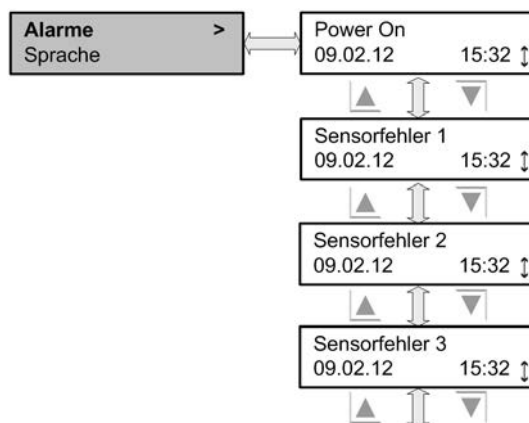 Alarme >
Sprache
Power On
09.02.12 15:32
Sensorfehler 1
09.02.12 15:32
Sensorfehler 2
09.02.12 15:32
Sensorfehler 3
09.02.12 15:32